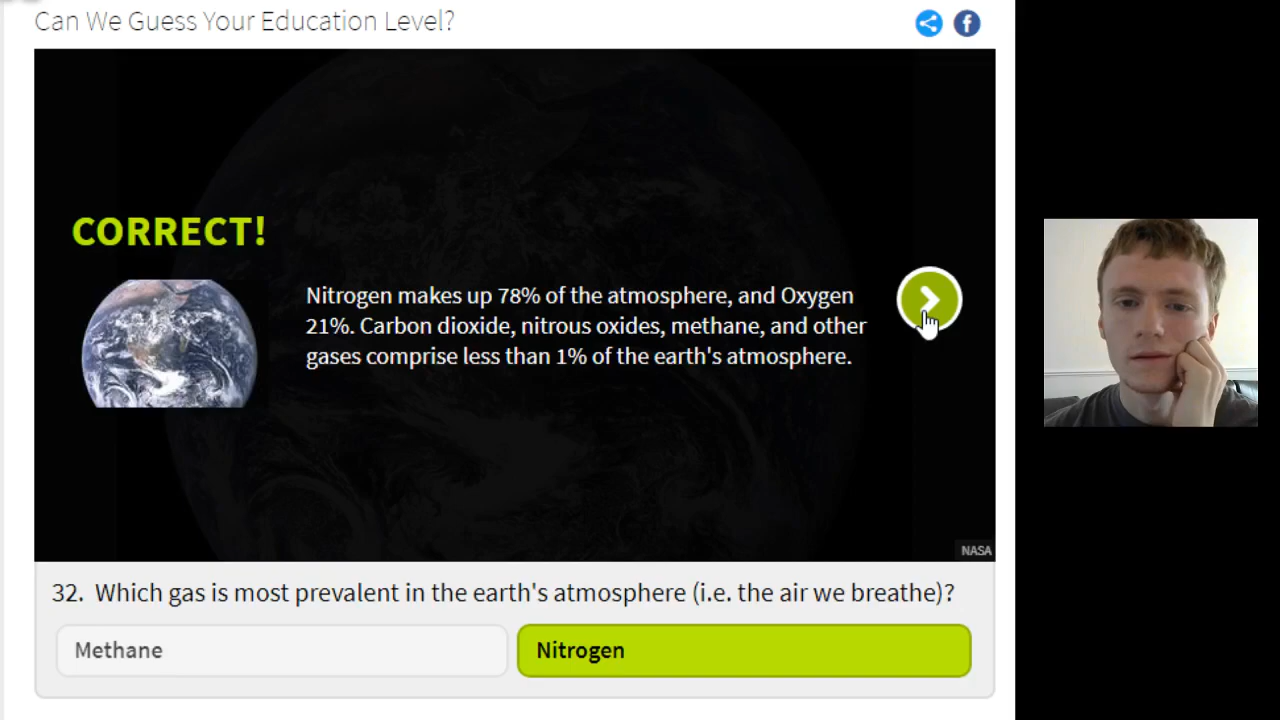 Can We Guess Your Education Level?
CORRECT!
Nitrogen makes up 78% of the atmosphere, and Oxygen
21%. Carbon dioxide, nitrous oxides, methane, and other
gases comprise less than 1% of the earth's atmosphere.
NASA
32. Which gas is most prevalent in the earth's atmosphere (i.e. the air we breathe)?
Methane
Nitrogen